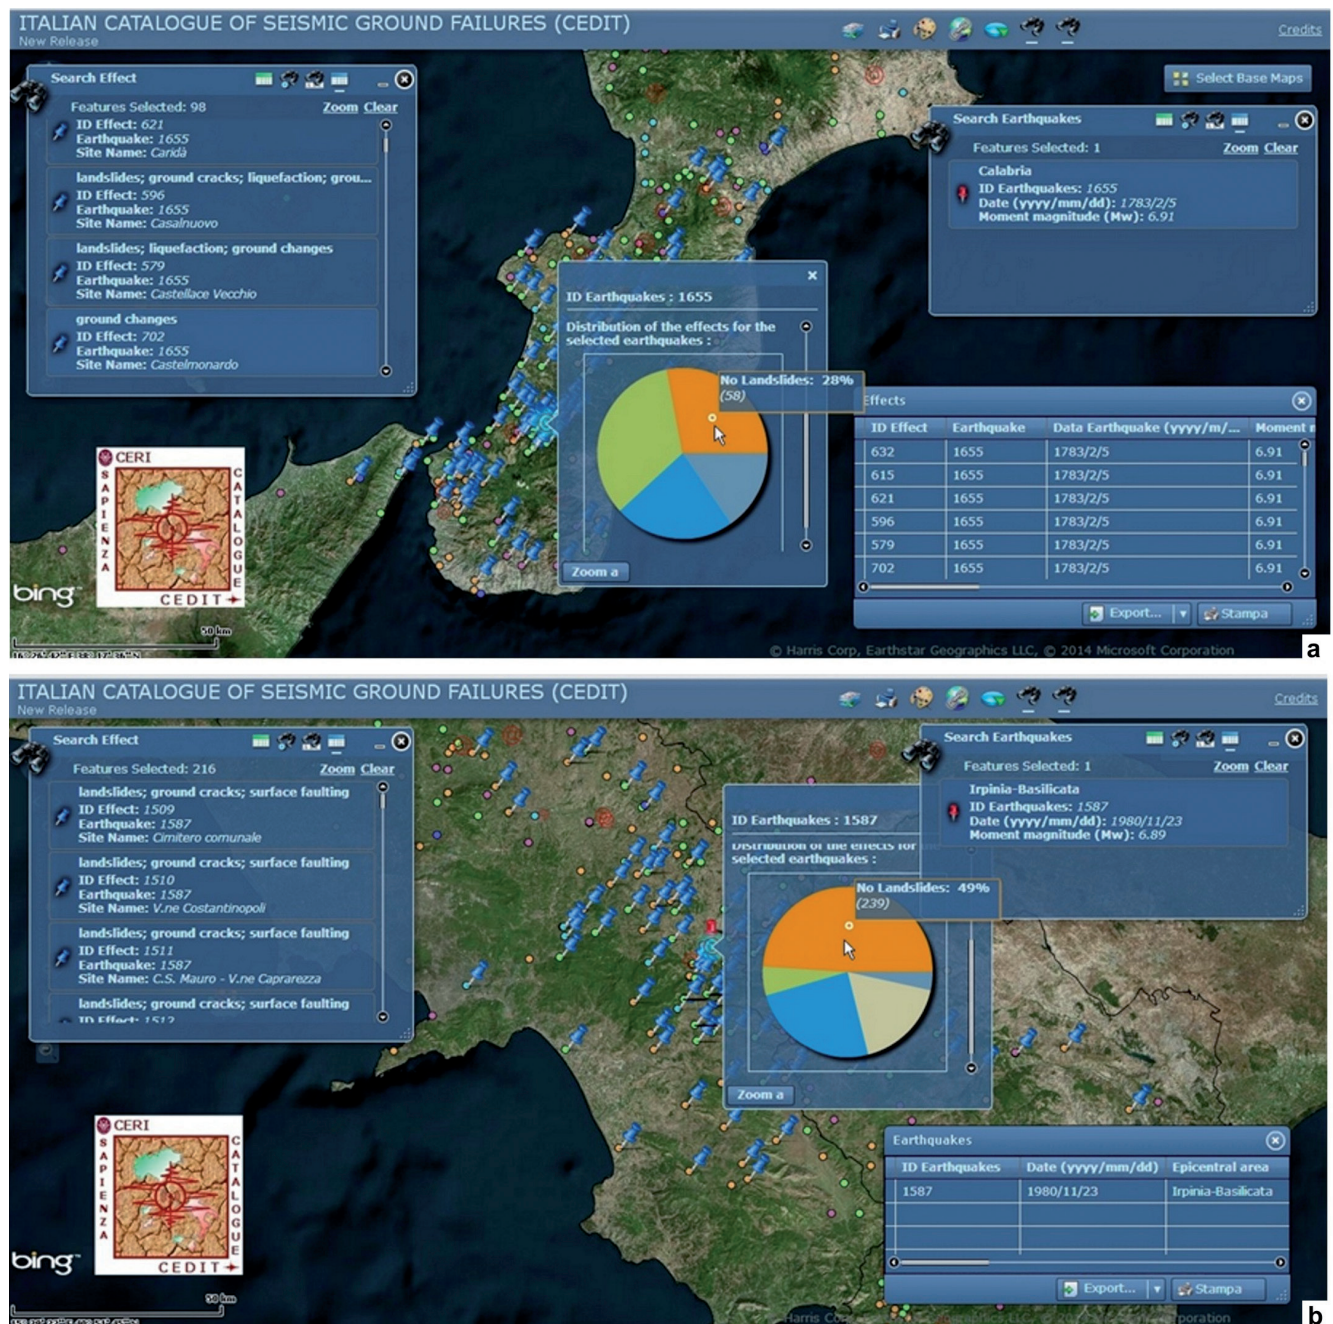 ITALIAN CATALOGUE OF SEISMIC GROUND FAILURES (CEDIT)
New Release
Credits
Search Effect
Features Selected: 98
Zoom Clear
ID Effect: 621
Earthquake: 1655
Site Name: Caridà
landslides; ground cracks; liquefaction; grou...
ID Effect: 596
Earthquake: 1655
Site Name: Casalnuovo
landslides; liquefaction; ground changes
ID Effect: 579
Earthquake: 1655
Site Name: Castellace Vecchio
ground changes
ID Effect: 702
Earthquake: 1655
Site Name: Castelmonardo
Select Base Maps
Search Earthquakes
Features Selected: 1
Zoom Clear
Calabria
ID Earthquakes: 1655
Date (yyyy/mm/dd): 1783/2/5
Moment magnitude (Mw): 6.91
ID Earthquakes : 1655
Distribution of the effects for the
selected earthquakes :
No Landslides: 28%
(58)
Zoom a
Effects
ID Effect Earthquake Data Earthquake (yyyy/m/... Moment
632 1655 1783/2/5 6.91
615 1655 1783/2/5 6.91
621 1655 1783/2/5 6.91
596 1655 1783/2/5 6.91
579 1655 1783/2/5 6.91
702 1655 1783/2/5 6.91
Export... Stampa
CERI
SAPIENZA
CATALOGUE
CEDIT
bing
50 km
© Harris Corp, Earthstar Geographics LLC, © 2014 Microsoft Corporation
a
ITALIAN CATALOGUE OF SEISMIC GROUND FAILURES (CEDIT)
New Release
Credits
Search Effect
Features Selected: 216
Zoom Clear
landslides; ground cracks; surface faulting
ID Effect: 1509
Earthquake: 1587
Site Name: Cimitero comunale
landslides; ground cracks; surface faulting
ID Effect: 1510
Earthquake: 1587
Site Name: V.ne Costantinopoli
landslides; ground cracks; surface faulting
ID Effect: 1511
Earthquake: 1587
Site Name: C.S. Mauro - V.ne Caprarezza
landslides; ground cracks; surface faulting
ID Effect: 1512
Search Earthquakes
Features Selected: 1
Zoom Clear
Irpinia-Basilicata
ID Earthquakes: 1587
Date (yyyy/mm/dd): 1980/11/23
Moment magnitude (Mw): 6.89
ID Earthquakes : 1587
Distribution of the effects for
selected earthquakes :
No Landslides: 49%
(239)
Zoom a
Earthquakes
ID Earthquakes Date (yyyy/mm/dd) Epicentral area
1587 1980/11/23 Irpinia-Basilicata
Export... Stampa
CERI
SAPIENZA
CATALOGUE
CEDIT
bing
50 km
b